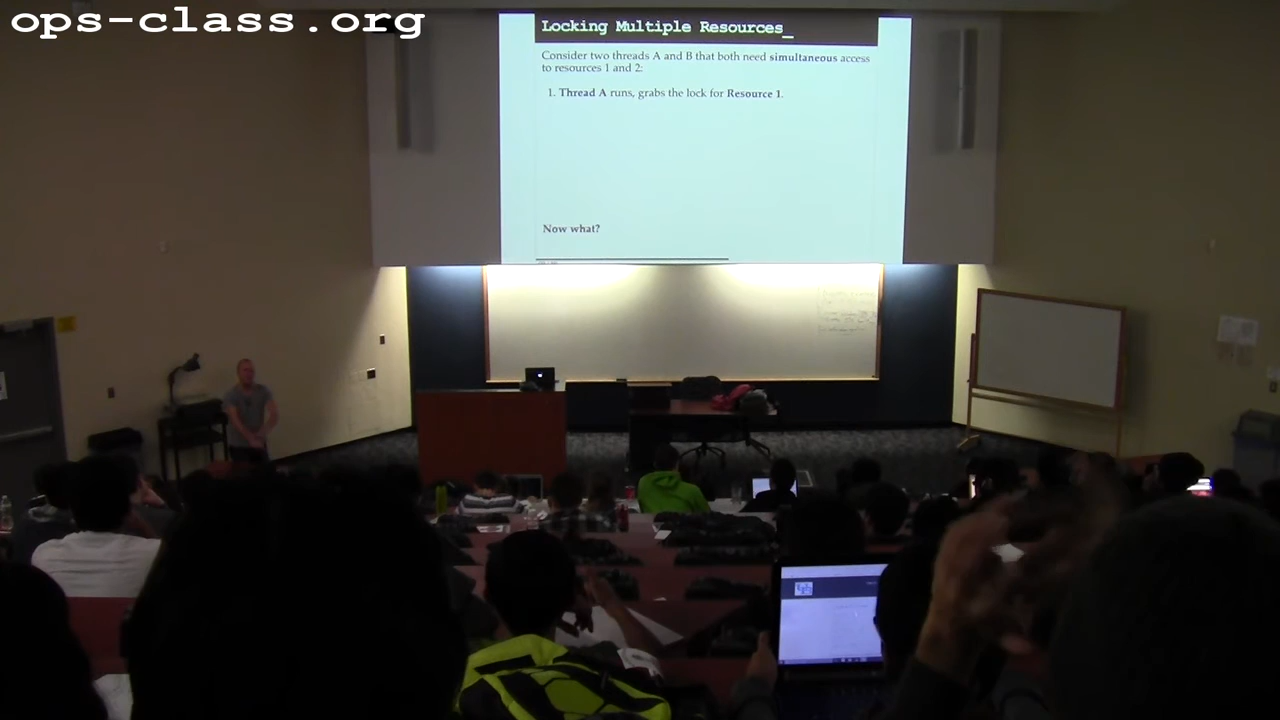 ops-class.org
Locking Multiple Resources_
Consider two threads A and B that both need simultaneous access
to resources 1 and 2:
1. Thread A runs, grabs the lock for Resource 1.
Now what?